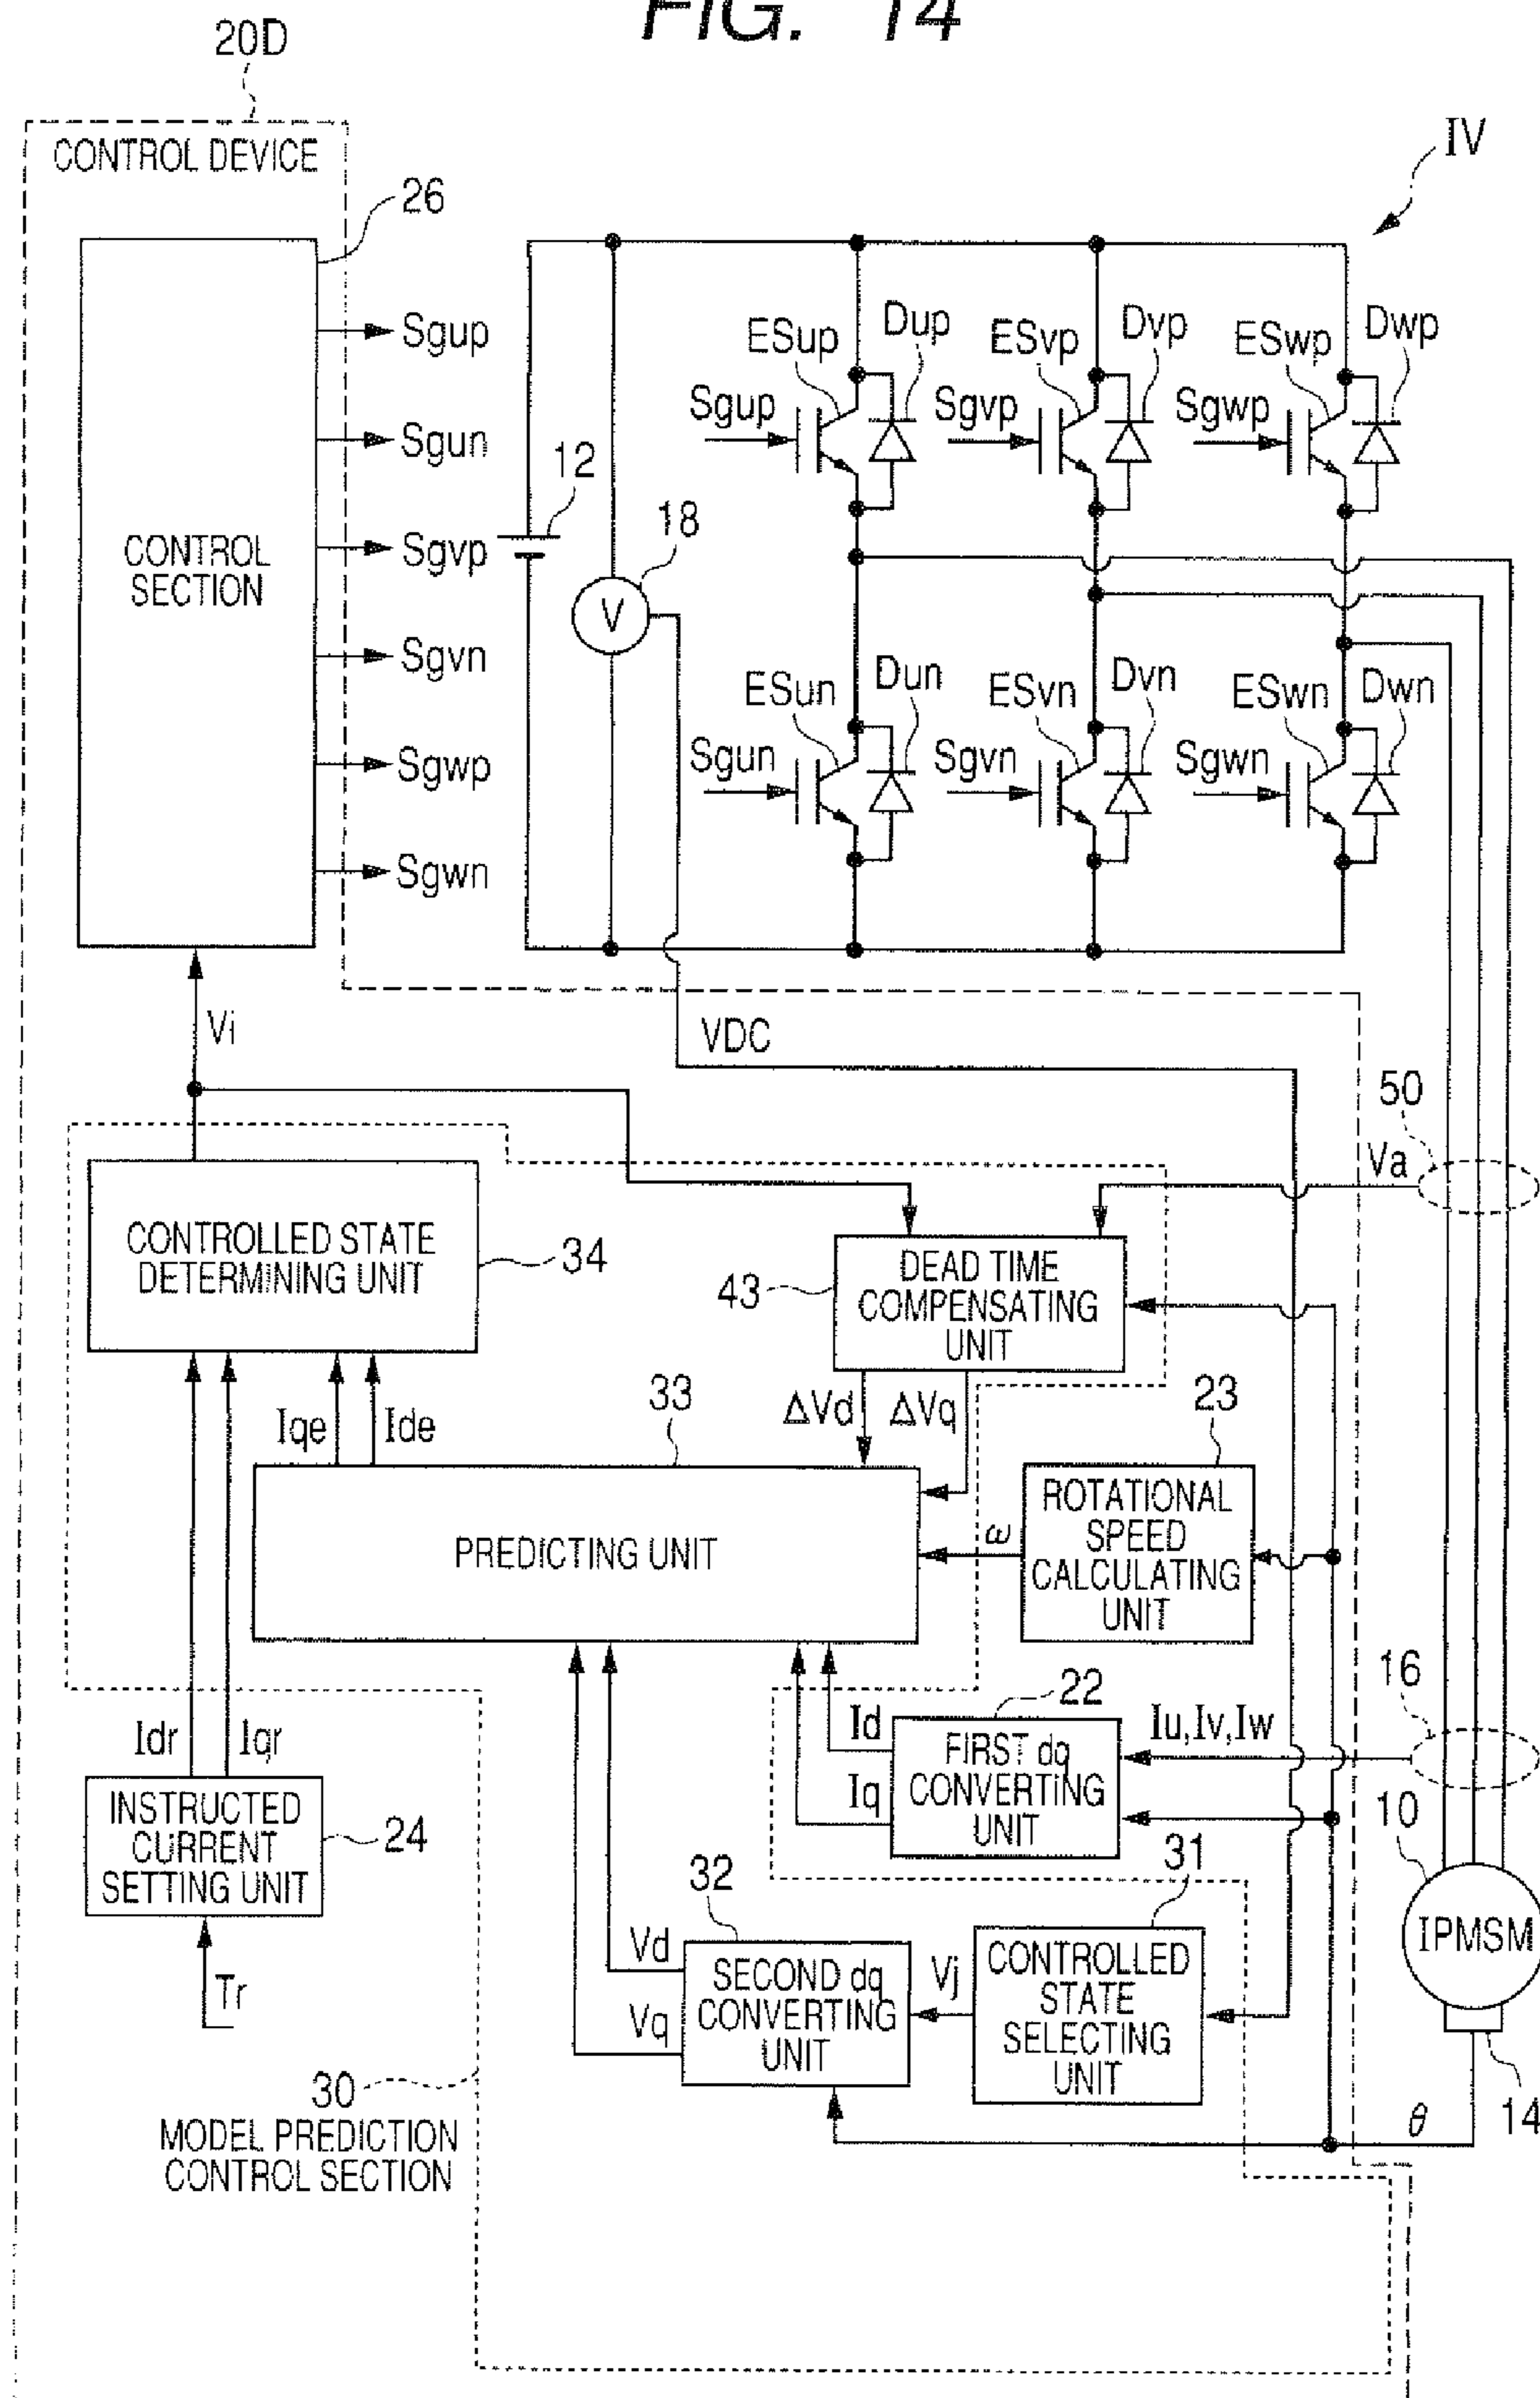 FIG. 14
20D
CONTROL DEVICE
IV
26
Sgup
Sgun
Sgvp
Sgvn
Sgwp
Sgwn
CONTROL
SECTION
12
18
V
ESup
Dup
ESvp
Dvp
ESwp
Dwp
Sgup
Sgvp
Sgwp
ESun
Dun
ESvn
Dvn
ESwn
Dwn
Sgun
Sgvn
Sgwn
Vi
VDC
50
Va
CONTROLLED STATE
DETERMINING UNIT
34
43
DEAD TIME
COMPENSATING
UNIT
Iqe
Ide
33
ΔVd
ΔVq
23
PREDICTING UNIT
ω
ROTATIONAL
SPEED
CALCULATING
UNIT
16
22
Idr
Iqr
Id
Iq
FIRST dq
CONVERTING
UNIT
Iu,Iv,Iw
10
INSTRUCTED
CURRENT
SETTING UNIT
24
32
31
IPMSM
Tr
Vd
Vq
SECOND dq
CONVERTING
UNIT
Vj
CONTROLLED
STATE
SELECTING
UNIT
30
MODEL PREDICTION
CONTROL SECTION
θ
14